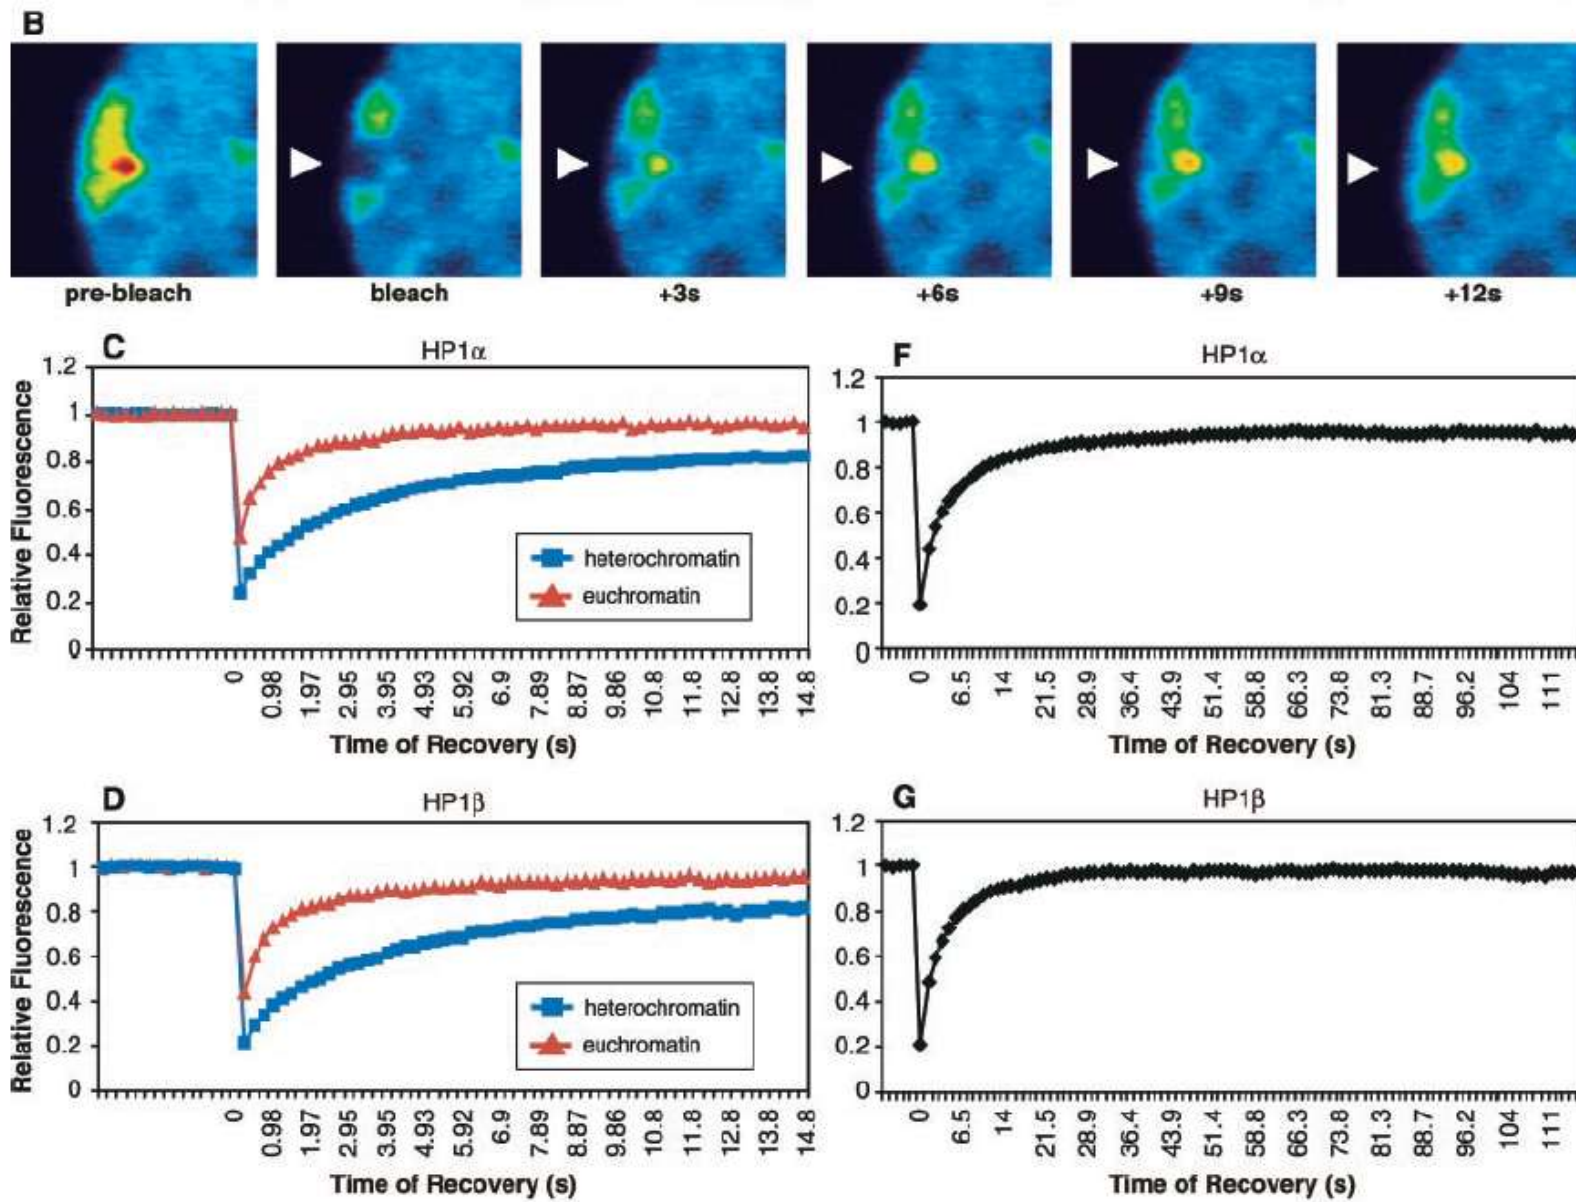 B
pre-bleach bleach +3s +6s +9s +12s
C HP1α
Relative Fluorescence
1.2
1
0.8
0.6
0.4
0.2
0
heterochromatin
euchromatin
0 0.98 1.97 2.95 3.95 4.93 5.92 6.9 7.89 8.87 9.86 10.8 11.8 12.8 13.8 14.8
Time of Recovery (s)
F HP1α
1.2
1
0.8
0.6
0.4
0.2
0
0 6.5 14 21.5 28.9 36.4 43.9 51.4 58.8 66.3 73.8 81.3 88.7 96.2 104 111
Time of Recovery (s)
D HP1β
Relative Fluorescence
1.2
1
0.8
0.6
0.4
0.2
0
heterochromatin
euchromatin
0 0.98 1.97 2.95 3.95 4.93 5.92 6.9 7.89 8.87 9.86 10.8 11.8 12.8 13.8 14.8
Time of Recovery (s)
G HP1β
1.2
1
0.8
0.6
0.4
0.2
0
0 6.5 14 21.5 28.9 36.4 43.9 51.4 58.8 66.3 73.8 81.3 88.7 96.2 104 111
Time of Recovery (s)